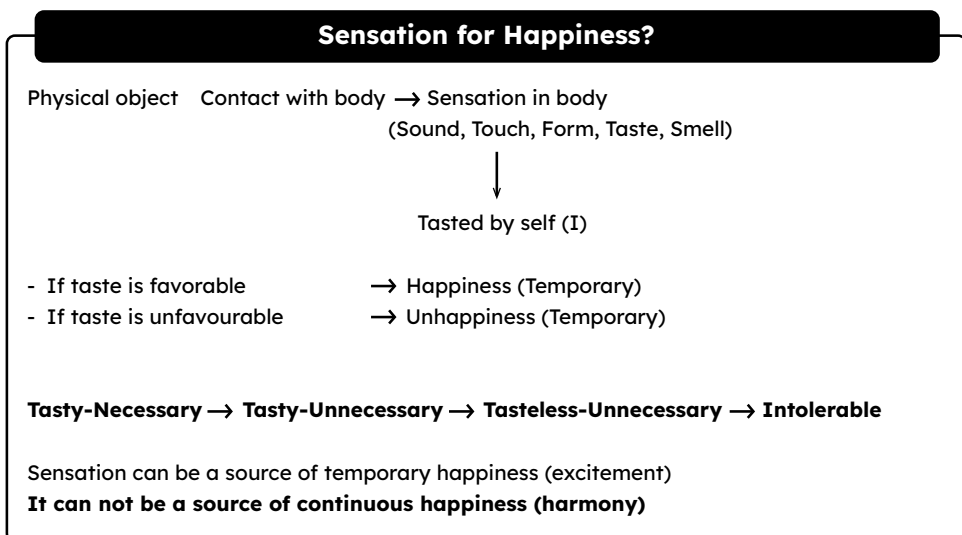 Sensation for Happiness?
Physical object Contact with body → Sensation in body
(Sound, Touch, Form, Taste, Smell)
Tasted by self (I)
- If taste is favorable → Happiness (Temporary)
- If taste is unfavourable → Unhappiness (Temporary)
Tasty-Necessary → Tasty-Unnecessary → Tasteless-Unnecessary → Intolerable
Sensation can be a source of temporary happiness (excitement)
It can not be a source of continuous happiness (harmony)